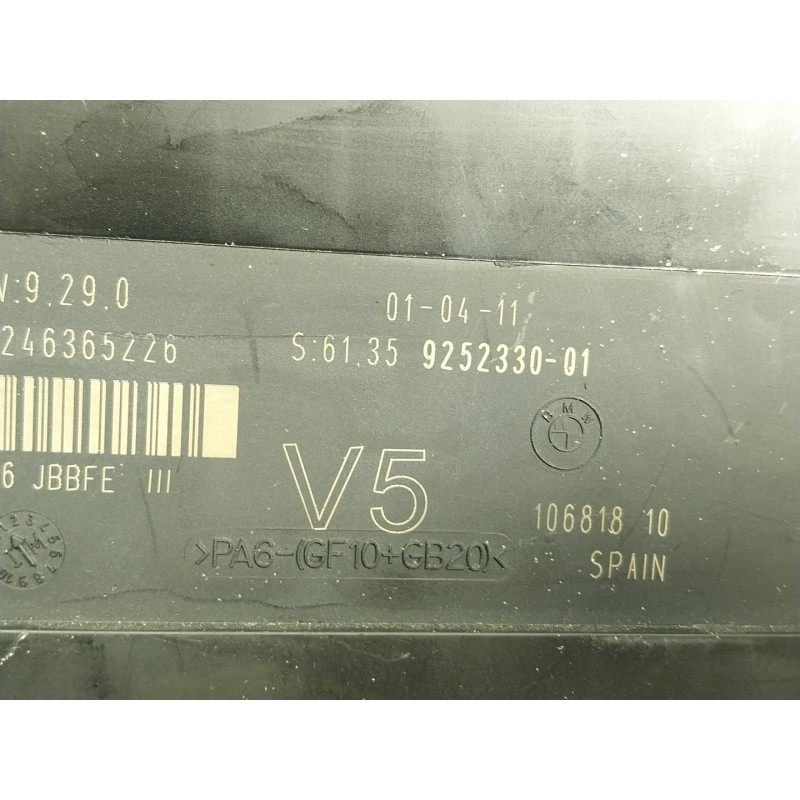 V:9.29.0 01-04-11
246365226 S:61.35 9252330-01
BMW
6 JBBFE III
V5
106818 10
>PA6-(GF10+GB20)<
SPAIN